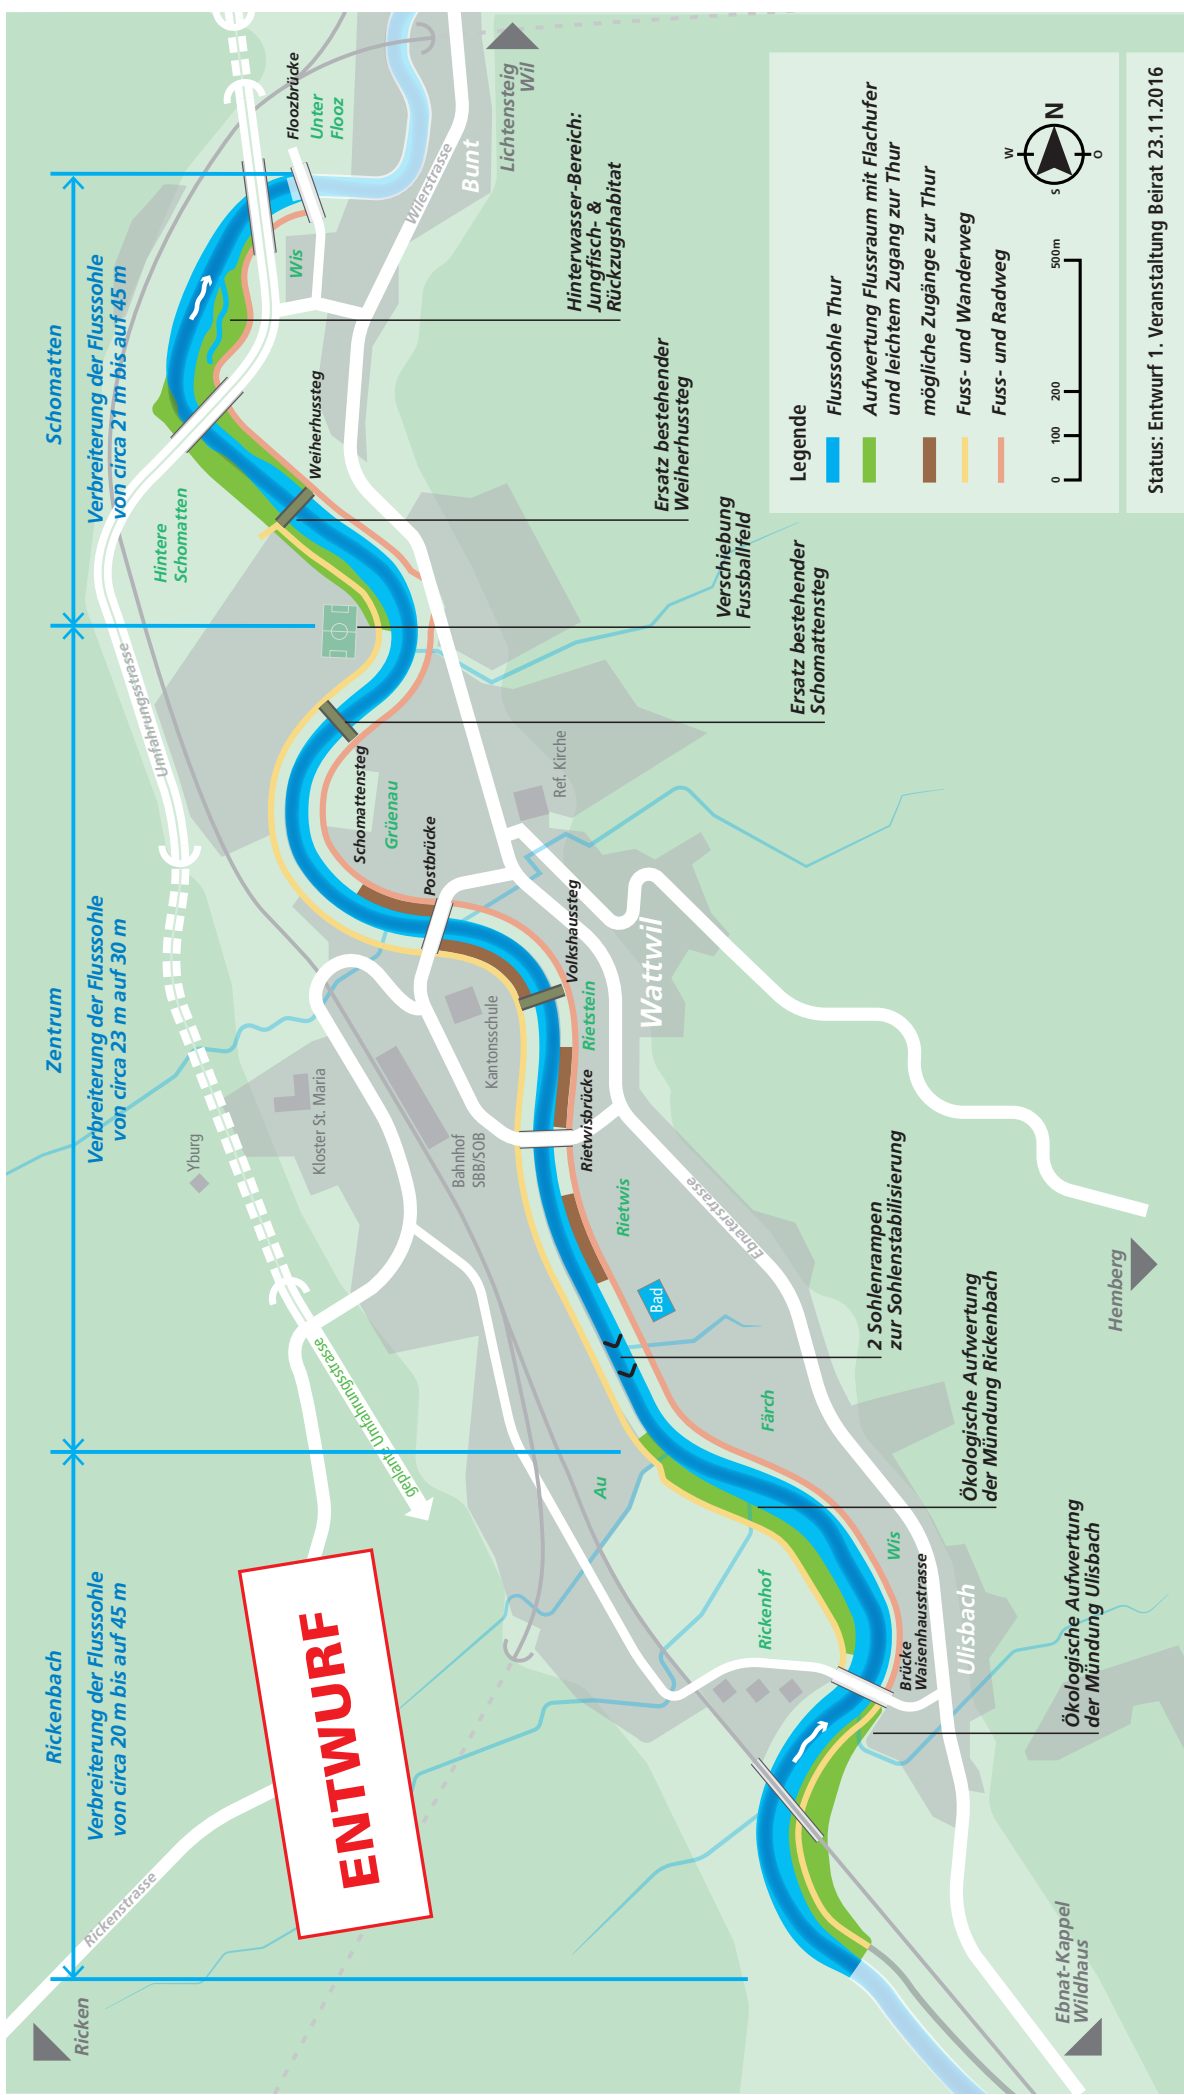 Rickenbach
Verbreiterung der Flusssohle
von circa 20 m bis auf 45 m
Zentrum
Verbreiterung der Flusssohle
von circa 23 m auf 30 m
Schomatten
Verbreiterung der Flusssohle
von circa 21 m bis auf 45 m
Ricken
Rickenstrasse
ENTWURF
geplante Umfahrungsstrasse
Yburg
Kloster St. Maria
Bahnhof
SBB/SOB
Kantonsschule
Umfahrungsstrasse
Hintere
Schomatten
Weiherhussteg
Wis
Floozbrücke
Unter
Flooz
Wilerstrasse
Bunt
Lichtensteig
Wil
Hinterwasser-Bereich:
Jungfisch- &
Rückzugshabitat
Ersatz bestehender
Weiherhussteg
Verschiebung
Fussballfeld
Ersatz bestehender
Schomattensteg
Schomattensteg
Grüenau
Postbrücke
Ref. Kirche
Volkshaussteg
Rietstein
Wattwil
Rietwisbrücke
Rietwis
Bad
Ebnaterstrasse
2 Sohlenrampen
zur Sohlenstabilisierung
Hemberg
Au
Färch
Ökologische Aufwertung
der Mündung Rickenbach
Rickenhof
Wis
Brücke
Waisenhausstrasse
Ulisbach
Ökologische Aufwertung
der Mündung Ulisbach
Ebnat-Kappel
Wildhaus
Legende
Flusssohle Thur
Aufwertung Flussraum mit Flachufer
und leichtem Zugang zur Thur
mögliche Zugänge zur Thur
Fuss- und Wanderweg
Fuss- und Radweg
0 100 200 500m
W
S N
O
Status: Entwurf 1. Veranstaltung Beirat 23.11.2016